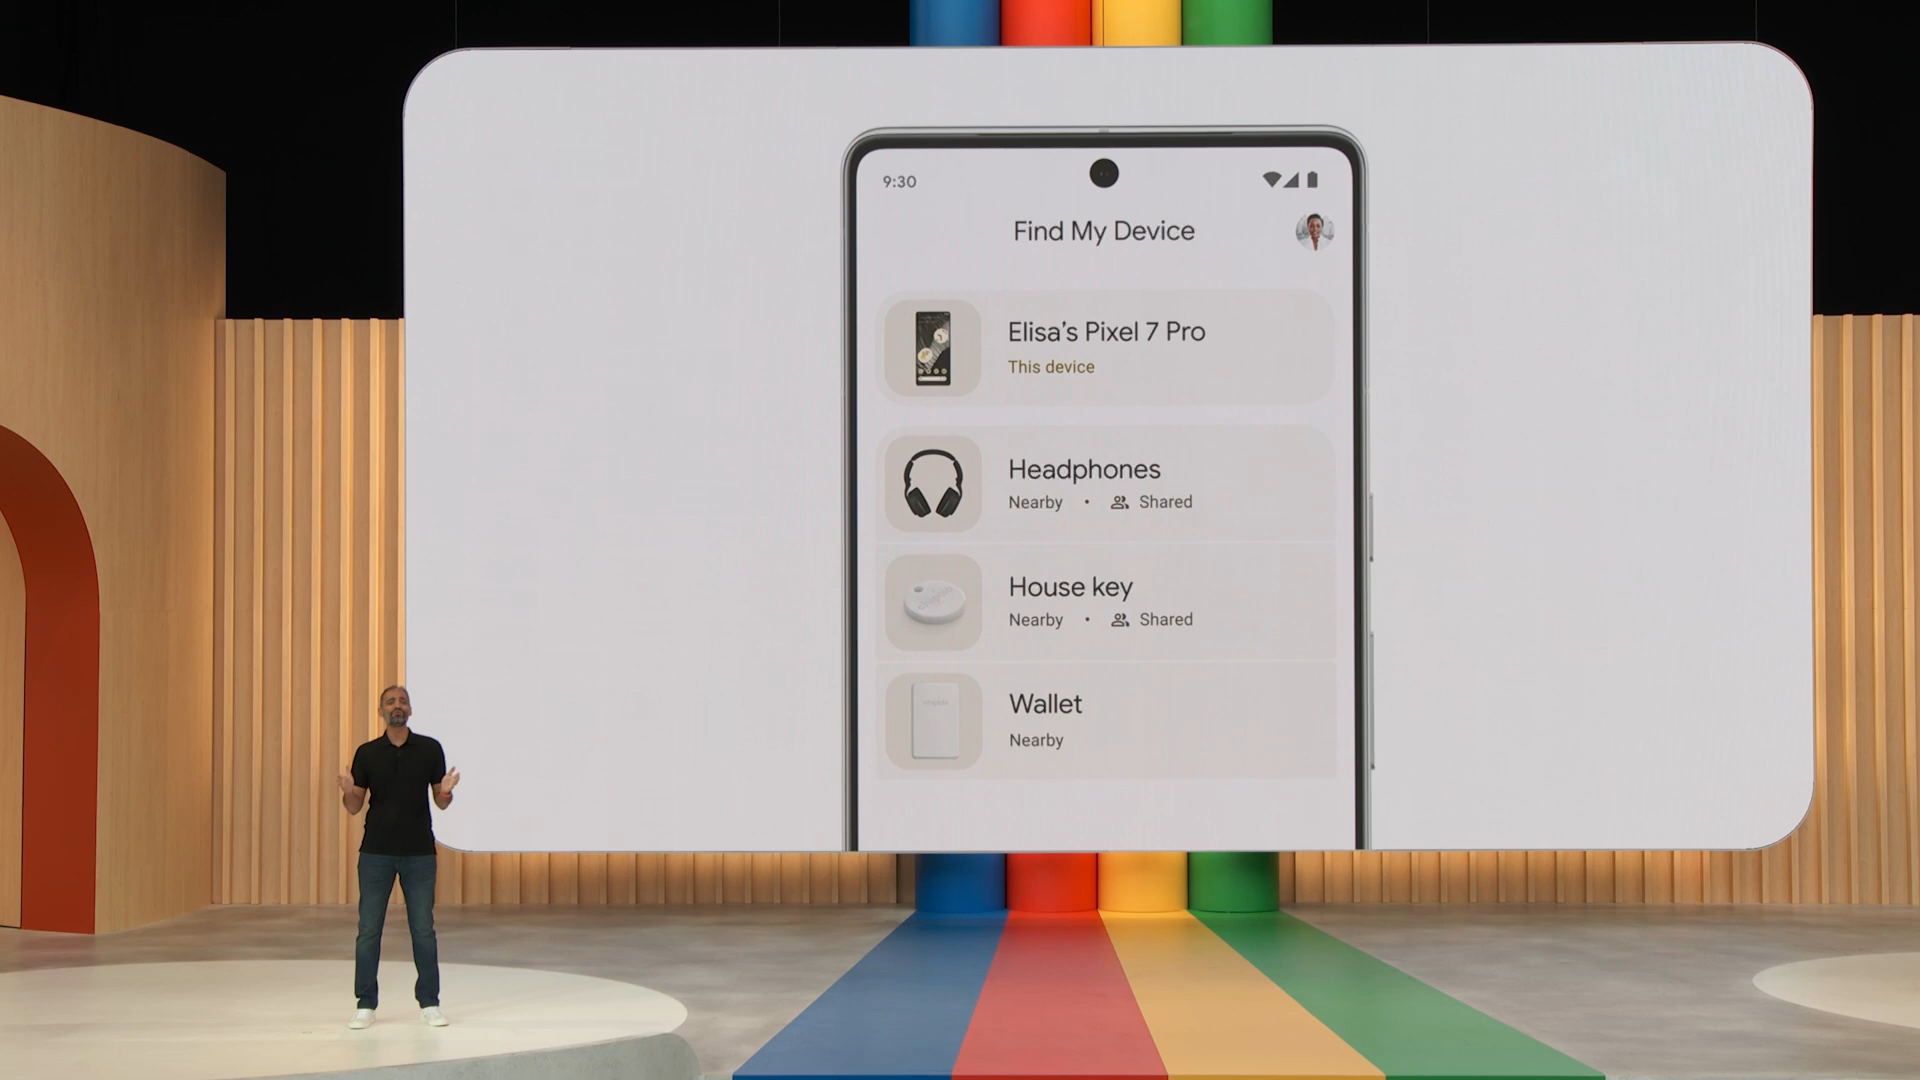 9:30
Find My Device
Elisa's Pixel 7 Pro
This device
Headphones
Nearby • Shared
House key
Nearby • Shared
Wallet
Nearby